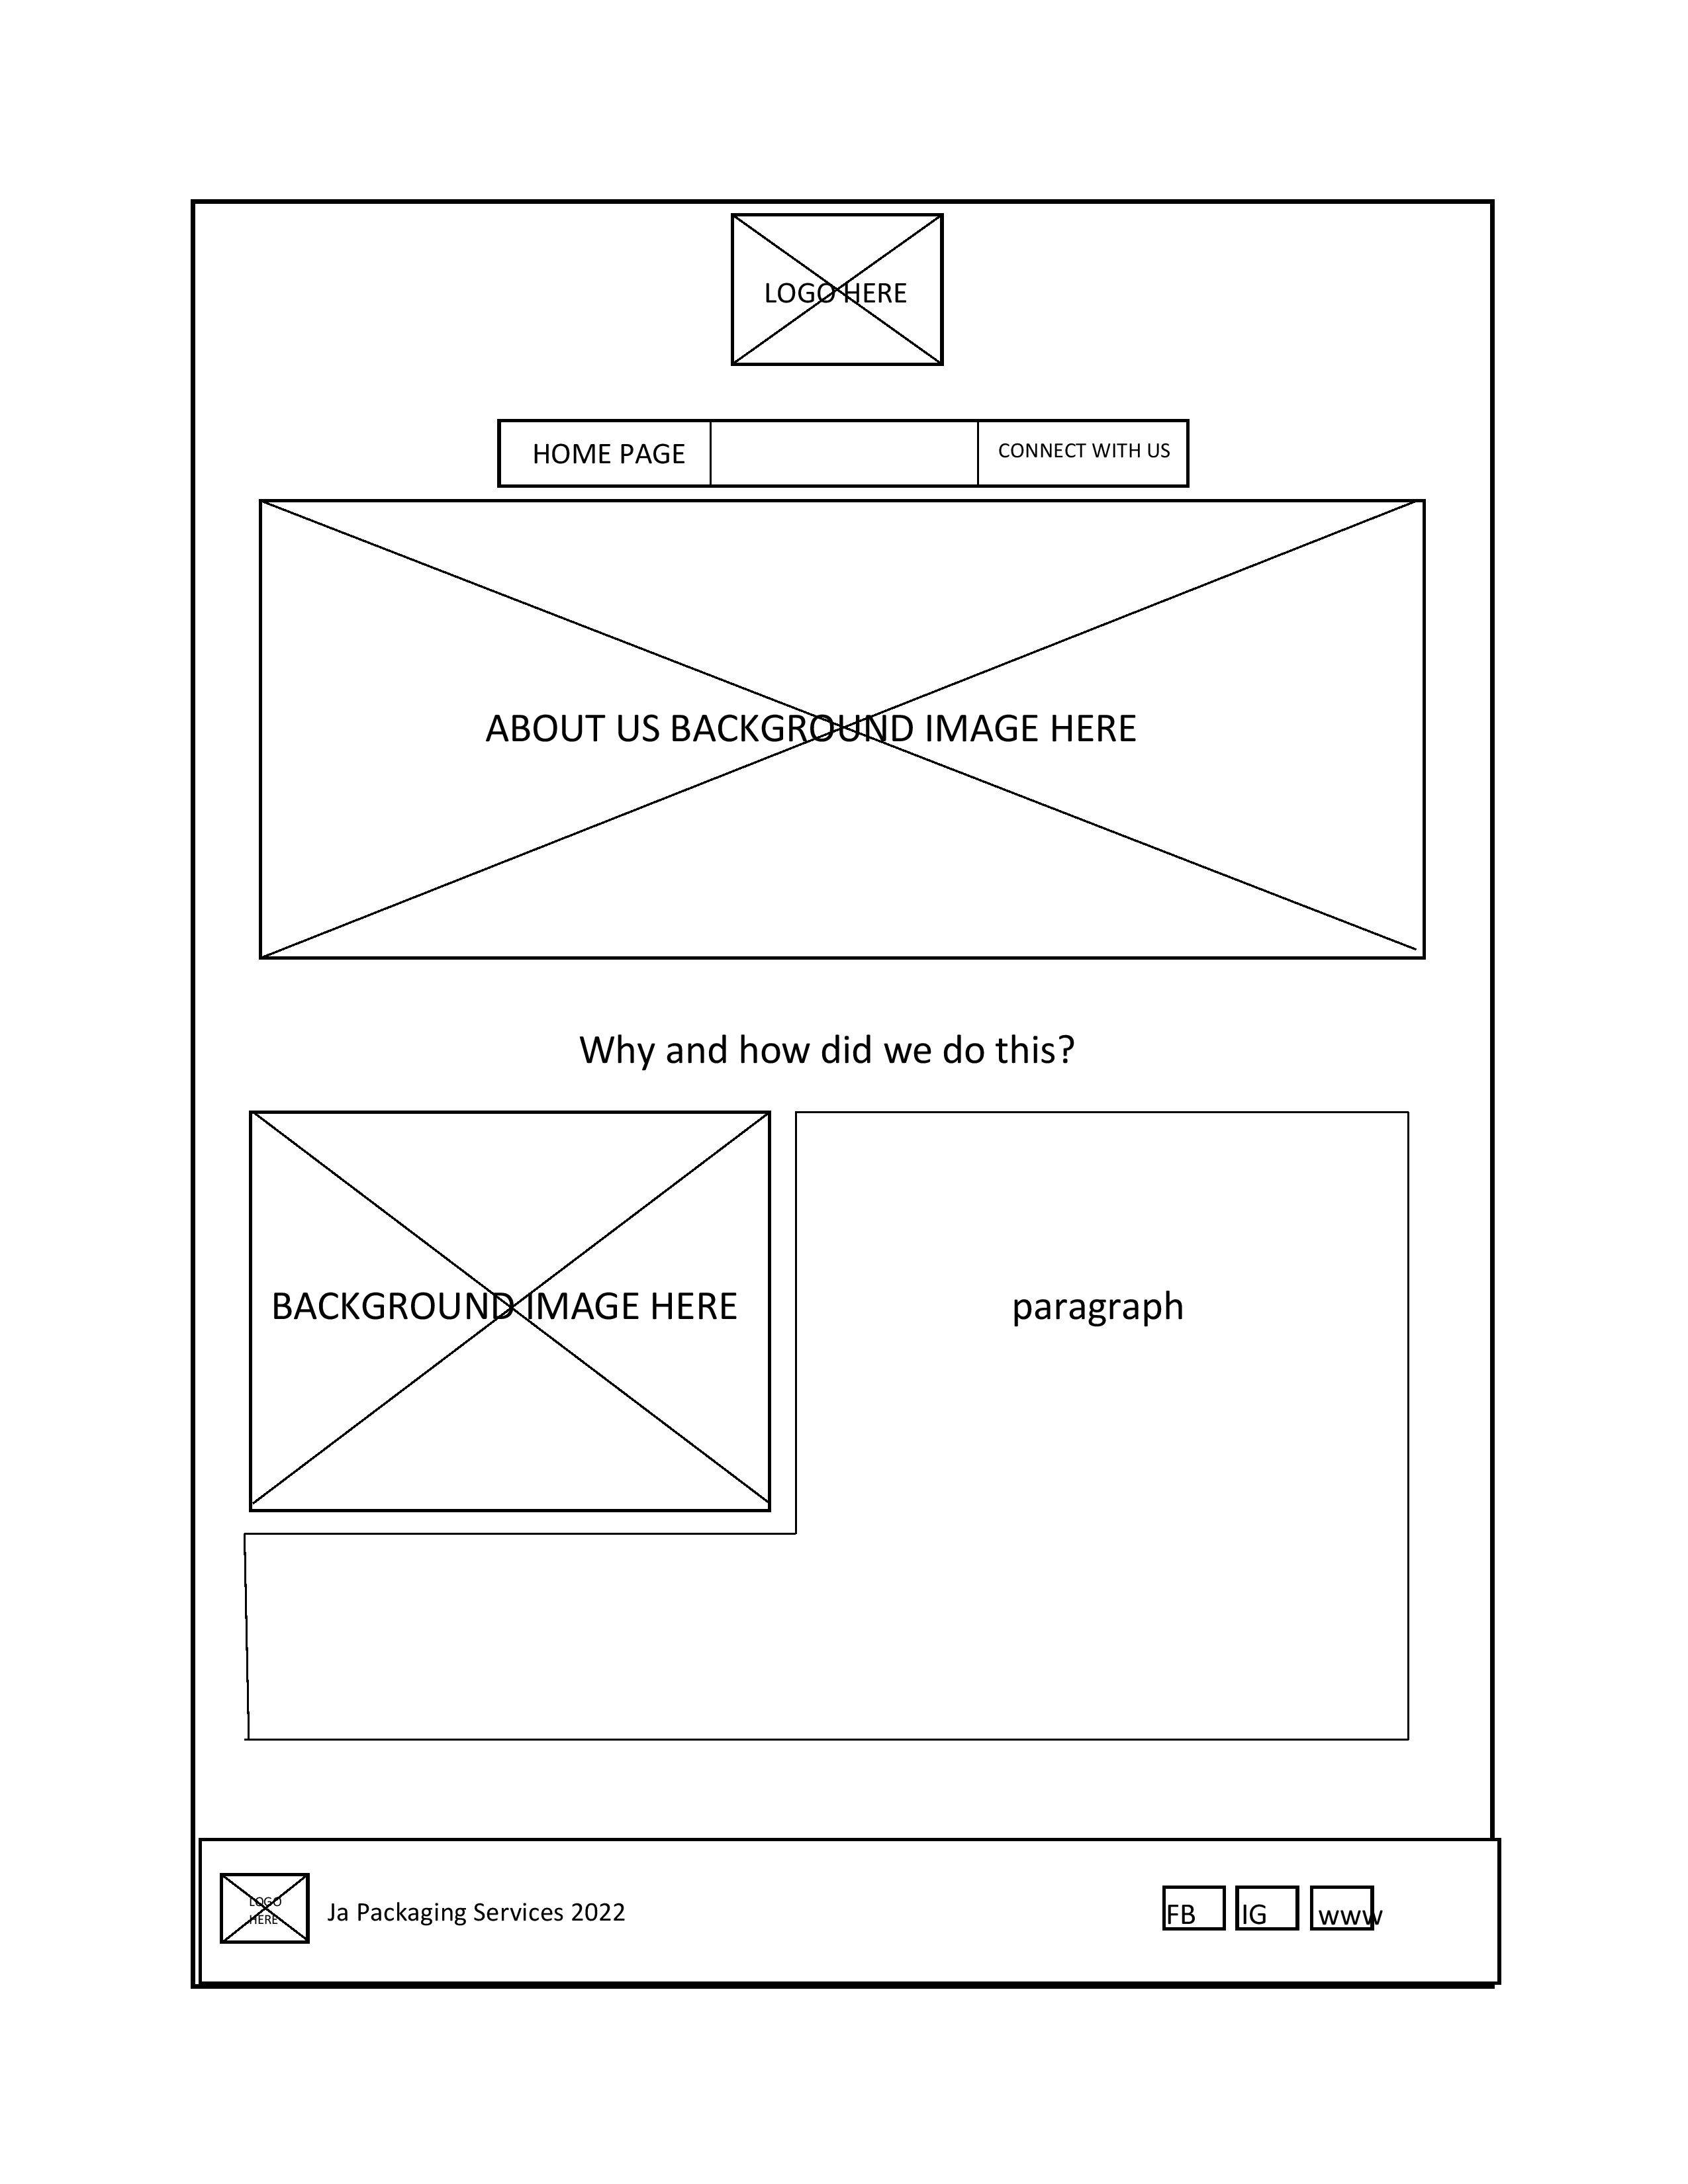 LOGO HERE
HOME PAGE
CONNECT WITH US
ABOUT US BACKGROUND IMAGE HERE
Why and how did we do this?
BACKGROUND IMAGE HERE
paragraph
LOGO
HERE
Ja Packaging Services 2022
FB
IG
www